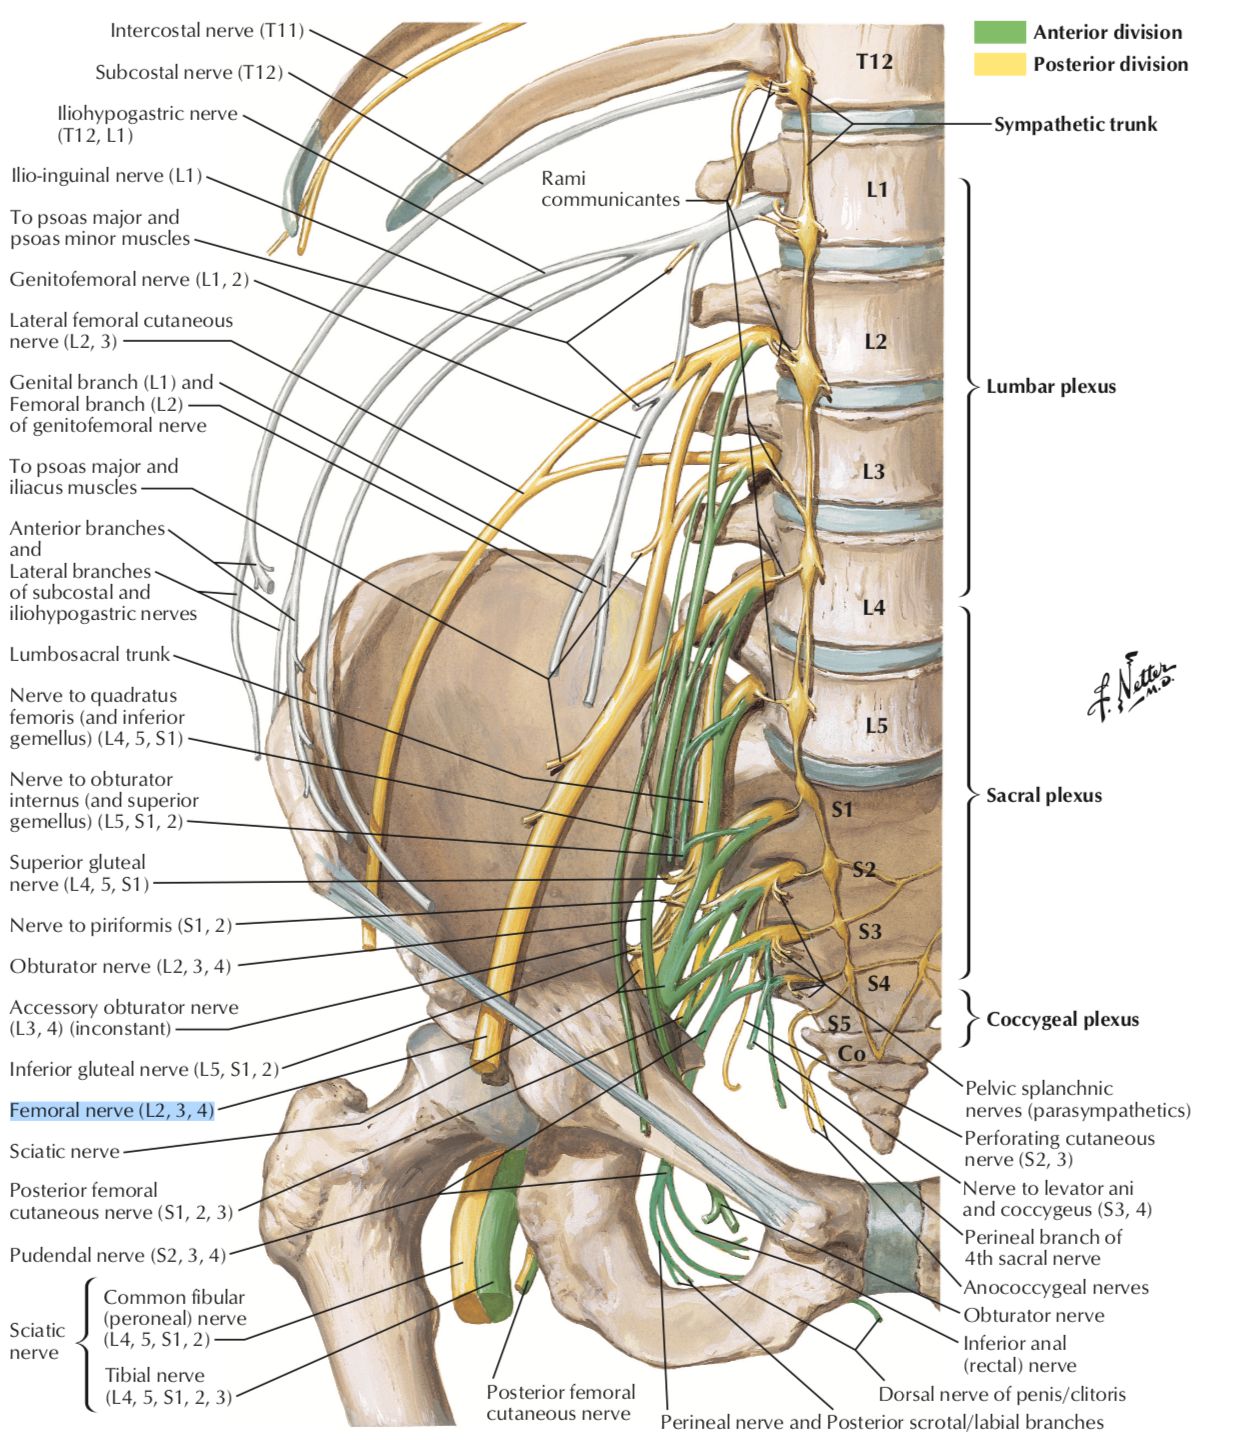 Intercostal nerve (T11)
Subcostal nerve (T12)
Iliohypogastric nerve
(T12, L1)
Ilio-inguinal nerve (L1)
To psoas major and
psoas minor muscles
Genitofemoral nerve (L1, 2)
Lateral femoral cutaneous
nerve (L2, 3)
Genital branch (L1) and
Femoral branch (L2)
of genitofemoral nerve
To psoas major and
iliacus muscles
Anterior branches
and
Lateral branches
of subcostal and
iliohypogastric nerves
Lumbosacral trunk
Nerve to quadratus
femoris (and inferior
gemellus) (L4, 5, S1)
Nerve to obturator
internus (and superior
gemellus) (L5, S1, 2)
Superior gluteal
nerve (L4, 5, S1)
Nerve to piriformis (S1, 2)
Obturator nerve (L2, 3, 4)
Accessory obturator nerve
(L3, 4) (inconstant)
Inferior gluteal nerve (L5, S1, 2)
Femoral nerve (L2, 3, 4)
Sciatic nerve
Posterior femoral
cutaneous nerve (S1, 2, 3)
Pudendal nerve (S2, 3, 4)
Sciatic
nerve
Common fibular
(peroneal) nerve
(L4, 5, S1, 2)
Tibial nerve
(L4, 5, S1, 2, 3)
Rami
communicantes
T12
L1
L2
L3
L4
L5
S1
S2
S3
S4
S5
Co
Anterior division
Posterior division
Sympathetic trunk
Lumbar plexus
F. Netter
M.D.
Sacral plexus
Coccygeal plexus
Pelvic splanchnic
nerves (parasympathetics)
Perforating cutaneous
nerve (S2, 3)
Nerve to levator ani
and coccygeus (S3, 4)
Perineal branch of
4th sacral nerve
Anococcygeal nerves
Obturator nerve
Inferior anal
(rectal) nerve
Dorsal nerve of penis/clitoris
Posterior femoral
cutaneous nerve
Perineal nerve and Posterior scrotal/labial branches